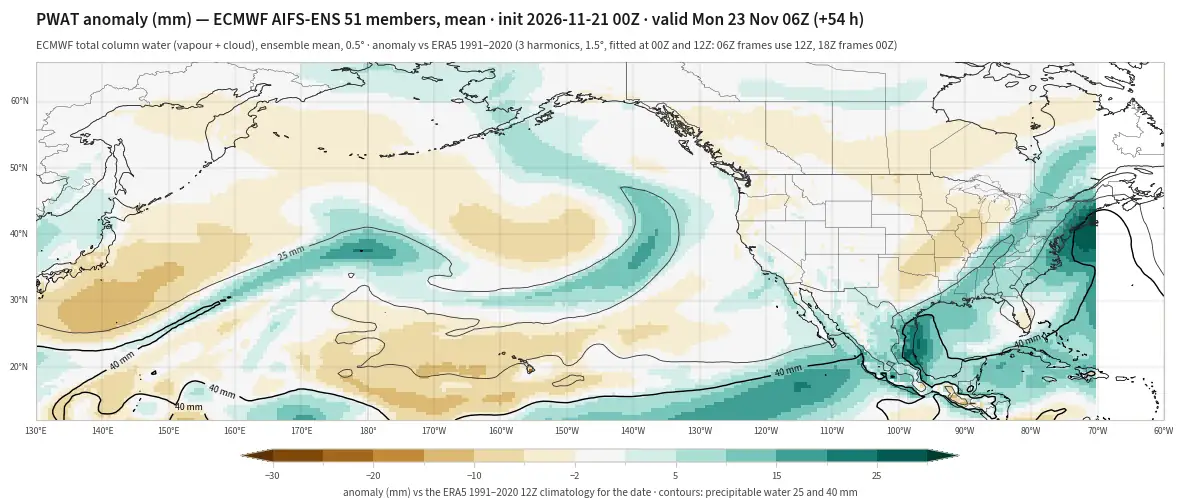 PWAT anomaly (mm) — ECMWF AIFS-ENS 51 members, mean · init 2026-11-21 00Z · valid Mon 23 Nov 06Z (+54 h)
ECMWF total column water (vapour + cloud), ensemble mean, 0.5° · anomaly vs ERA5 1991–2020 (3 harmonics, 1.5°, fitted at 00Z and 12Z: 06Z frames use 12Z, 18Z frames 00Z)
60°N
50°N
40°N
25 mm
30°N
40 mm
20°N
40 mm
40 mm
40 mm
40 mm
130°E 140°E 150°E 160°E 170°E 180° 170°W 160°W 150°W 140°W 130°W 120°W 110°W 100°W 90°W 80°W 70°W 60°W
−30 −20 −10 −2 5 15 25
anomaly (mm) vs the ERA5 1991–2020 12Z climatology for the date · contours: precipitable water 25 and 40 mm